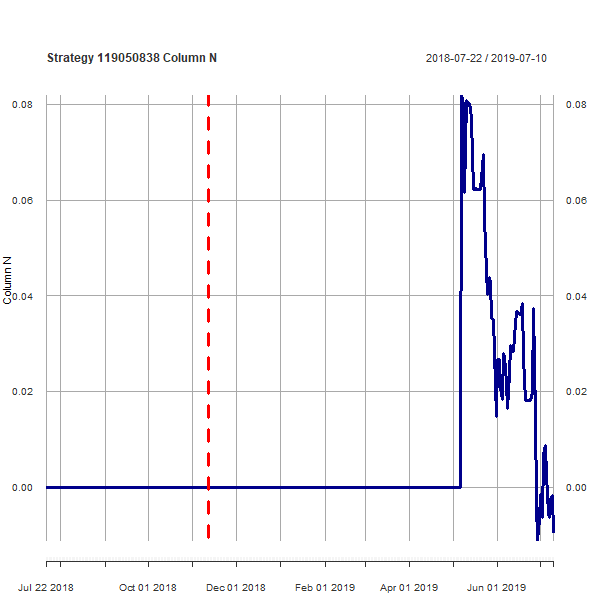 Strategy 119050838 Column N
2018-07-22 / 2019-07-10
0.08
0.08
0.06
0.06
Column N
0.04
0.04
0.02
0.02
0.00
0.00
Jul 22 2018
Oct 01 2018
Dec 01 2018
Feb 01 2019
Apr 01 2019
Jun 01 2019